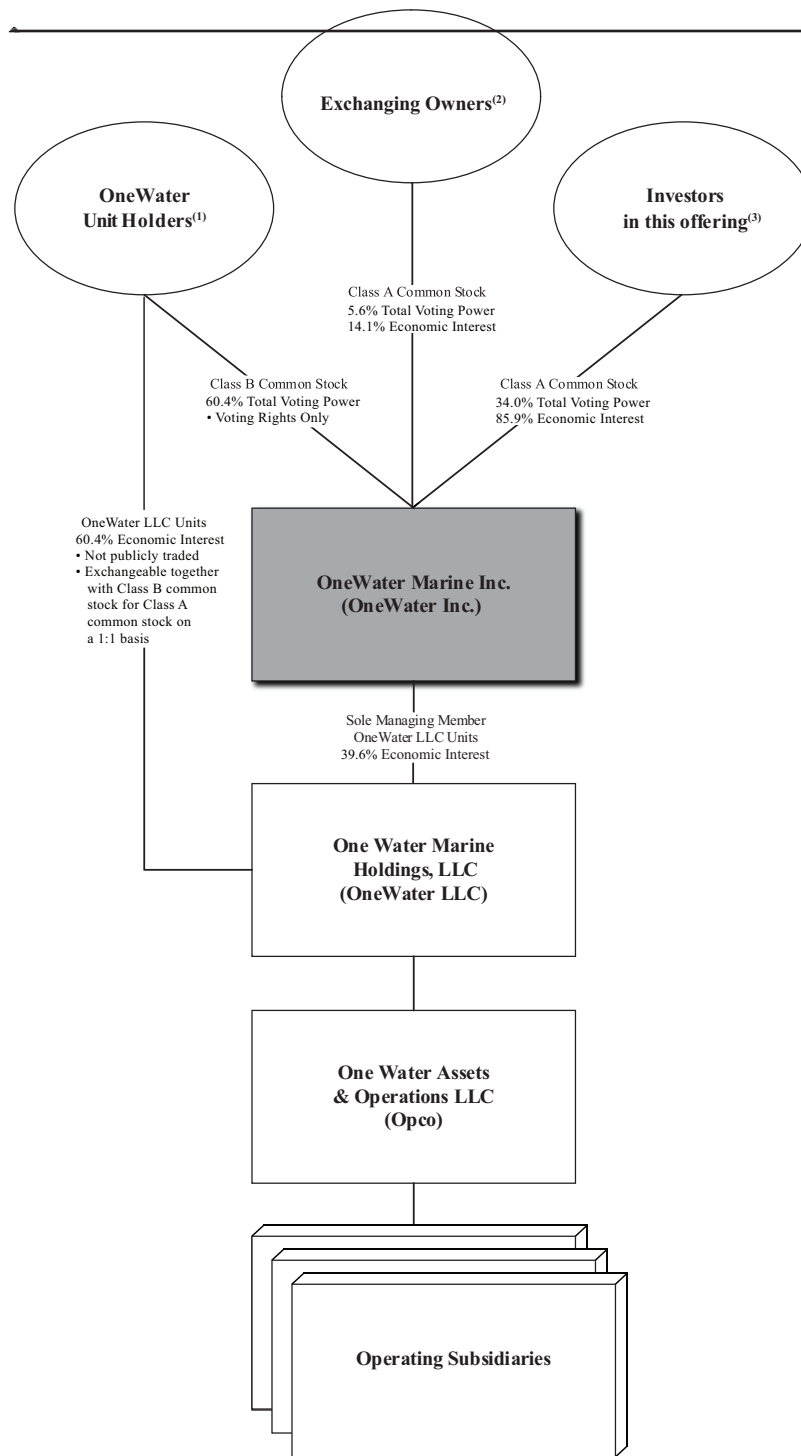 Exchanging Owners(2)
OneWater
Unit Holders(1)
Investors
in this offering(3)
Class A Common Stock
5.6% Total Voting Power
14.1% Economic Interest
Class B Common Stock
60.4% Total Voting Power
• Voting Rights Only
Class A Common Stock
34.0% Total Voting Power
85.9% Economic Interest
OneWater LLC Units
60.4% Economic Interest
• Not publicly traded
• Exchangeable together
with Class B common
stock for Class A
common stock on
a 1:1 basis
OneWater Marine Inc.
(OneWater Inc.)
Sole Managing Member
OneWater LLC Units
39.6% Economic Interest
One Water Marine
Holdings, LLC
(OneWater LLC)
One Water Assets
& Operations LLC
(Opco)
Operating Subsidiaries